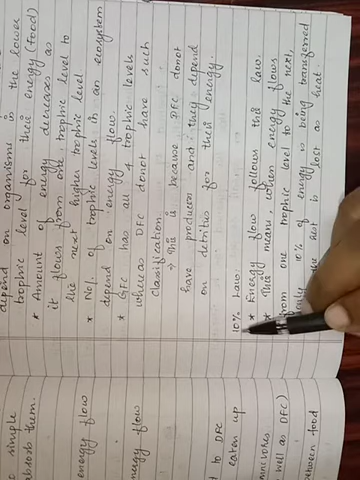 depend on organisms in the lower
trophic level for their energy (food)
* Amount of energy decreases as
it flows from one trophic level to
the next higher trophic level
* No/. of trophic levels in an ecosystem
depend on energy flow.
* GFC has all 4 trophic levels
whereas DFC donot have such
classification
→ This is because DFC donot
have producers and they depend
on detritus for their energy
10% Law.
* Energy flow follows this law.
* This means, when energy flows
from one trophic level to the next,
only 10% of energy is being transferred
rest is lost as heat.
simple
absorb them.
energy flow
energy flow
to DFC
eaten up
well as DFC)
between food